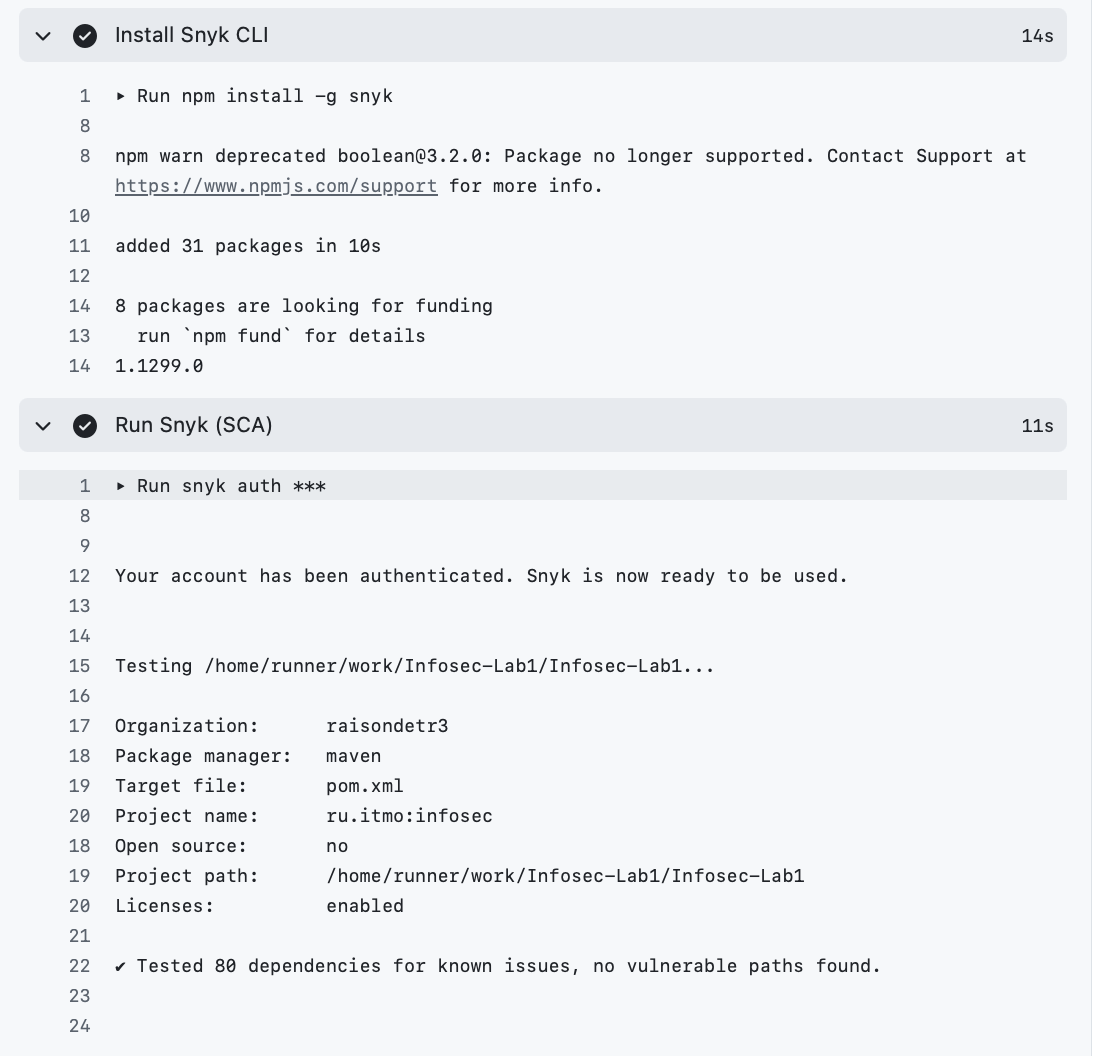 Install Snyk CLI 14s
1 ▸ Run npm install -g snyk
8
8 npm warn deprecated boolean@3.2.0: Package no longer supported. Contact Support at
https://www.npmjs.com/support for more info.
10
11 added 31 packages in 10s
12
14 8 packages are looking for funding
13 run `npm fund` for details
14 1.1299.0
Run Snyk (SCA) 11s
1 ▸ Run snyk auth ***
8
9
12 Your account has been authenticated. Snyk is now ready to be used.
13
14
15 Testing /home/runner/work/Infosec-Lab1/Infosec-Lab1...
16
17 Organization: raisondetr3
18 Package manager: maven
19 Target file: pom.xml
20 Project name: ru.itmo:infosec
18 Open source: no
19 Project path: /home/runner/work/Infosec-Lab1/Infosec-Lab1
20 Licenses: enabled
21
22 ✔ Tested 80 dependencies for known issues, no vulnerable paths found.
23
24